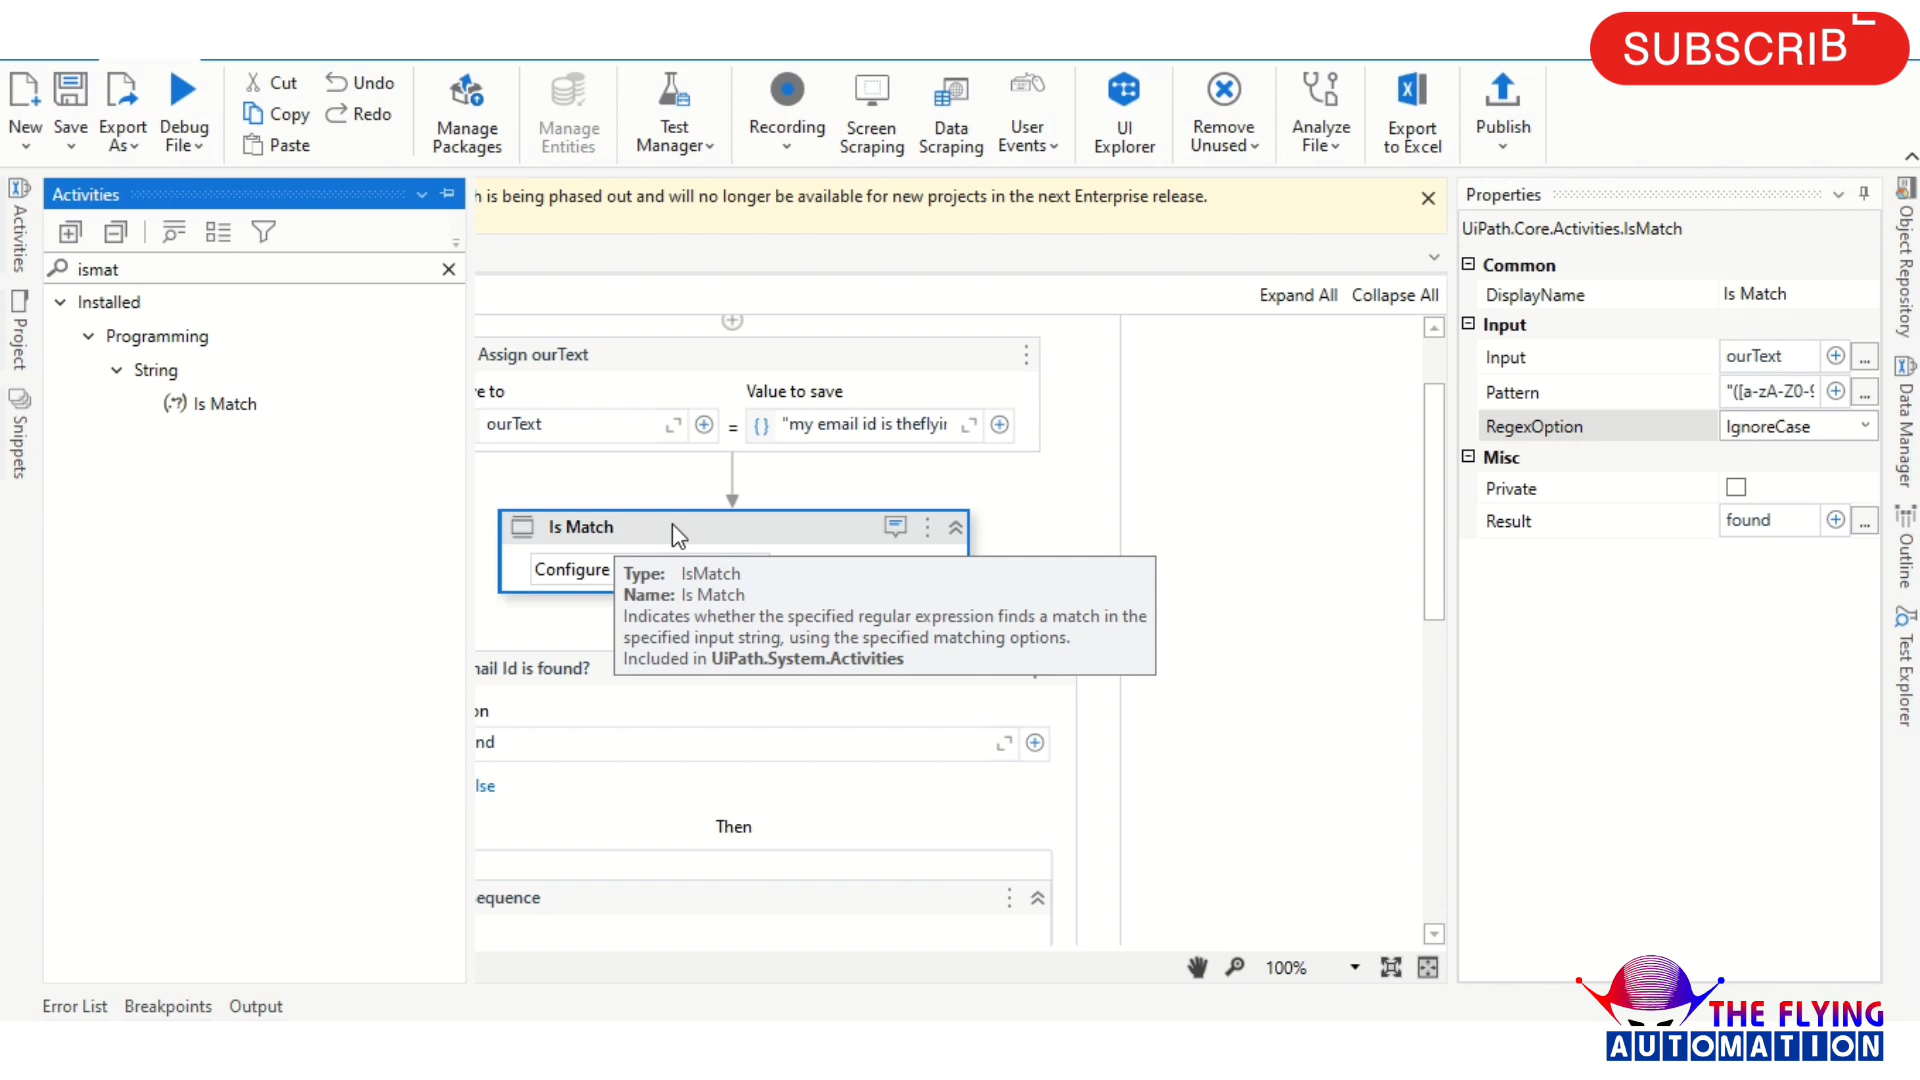 SUBSCRIB
New
Save
Export As
Debug File
Cut
Copy
Paste
Undo
Redo
Manage Packages
Manage Entities
Test Manager
Recording
Screen Scraping
Data Scraping
User Events
UI Explorer
Remove Unused
Analyze File
Export to Excel
Publish
Activities
Project
Snippets
Activities
ismat
Installed
Programming
String
Is Match
h is being phased out and will no longer be available for new projects in the next Enterprise release.
Expand All Collapse All
Assign ourText
e to
Value to save
ourText
=
"my email id is theflyin
Is Match
Configure
Type: IsMatch
Name: Is Match
Indicates whether the specified regular expression finds a match in the
specified input string, using the specified matching options.
Included in UiPath.System.Activities
ail Id is found?
on
nd
lse
Then
equence
100%
Properties
UiPath.Core.Activities.IsMatch
Common
DisplayName Is Match
Input
Input ourText ...
Pattern "([a-zA-Z0-9 ...
RegexOption IgnoreCase
Misc
Private
Result found ...
Object Repository
Data Manager
Outline
Test Explorer
Error List Breakpoints Output
THE FLYING
AUTOMATION